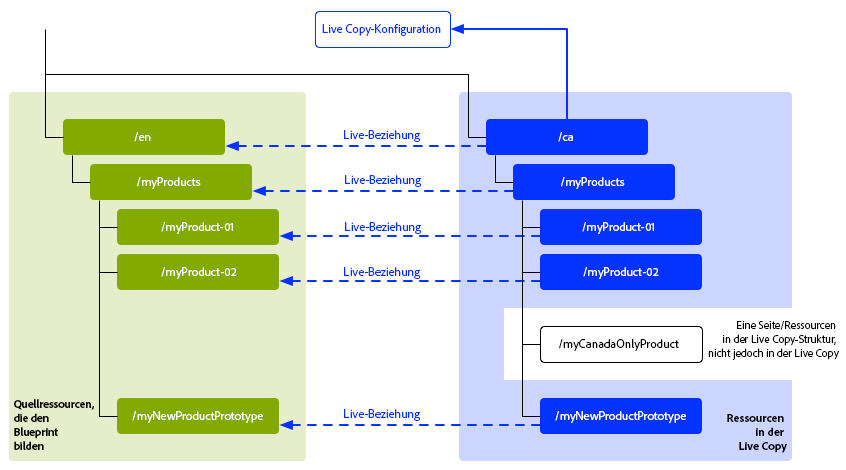 Live Copy-Konfiguration
/en
Live-Beziehung
/ca
/myProducts
Live-Beziehung
/myProducts
/myProduct-01
Live-Beziehung
/myProduct-01
/myProduct-02
Live-Beziehung
/myProduct-02
/myCanadaOnlyProduct
Eine Seite/Ressourcen
in der Live Copy-Struktur,
nicht jedoch in der Live Copy
Quellressourcen,
die den
Blueprint
bilden
/myNewProductPrototype
Live-Beziehung
/myNewProductPrototype
Ressourcen
in der
Live Copy